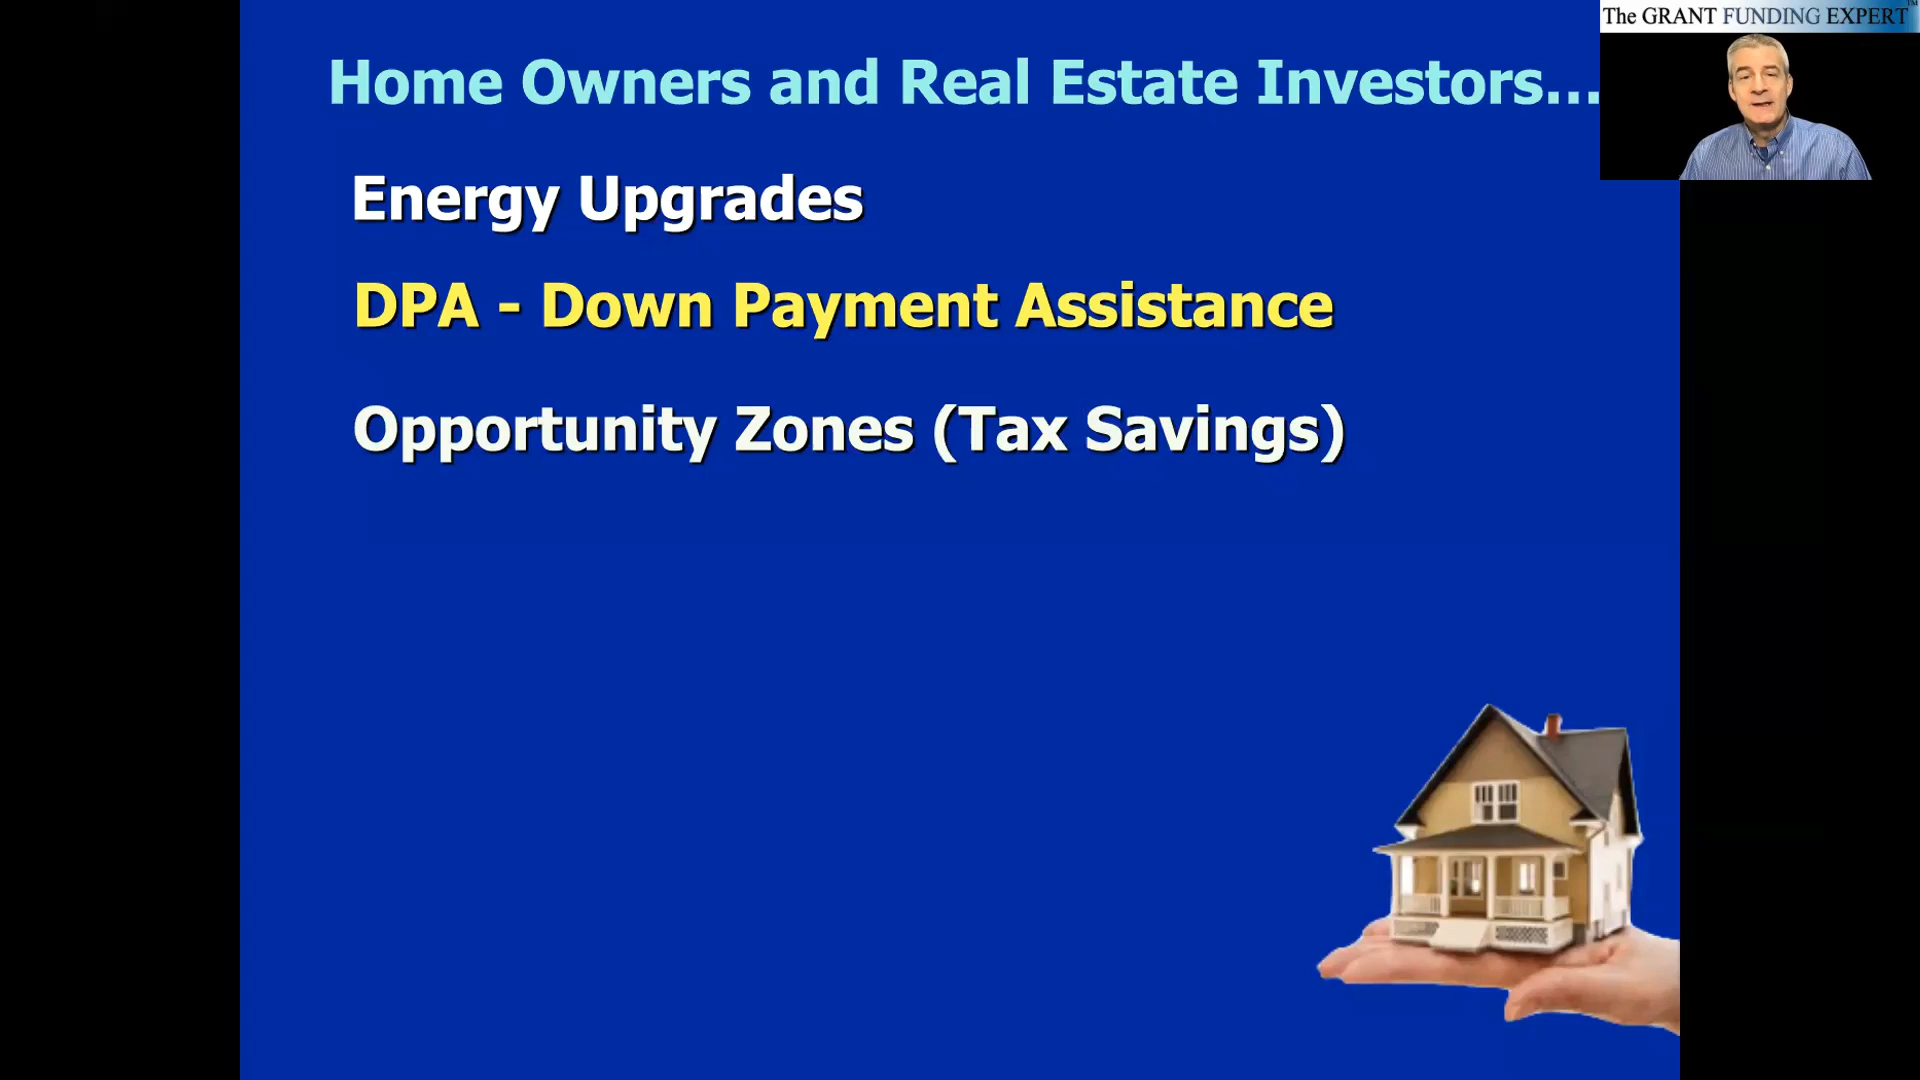 The GRANT FUNDING EXPERT™
Home Owners and Real Estate Investors...
Energy Upgrades
DPA - Down Payment Assistance
Opportunity Zones (Tax Savings)